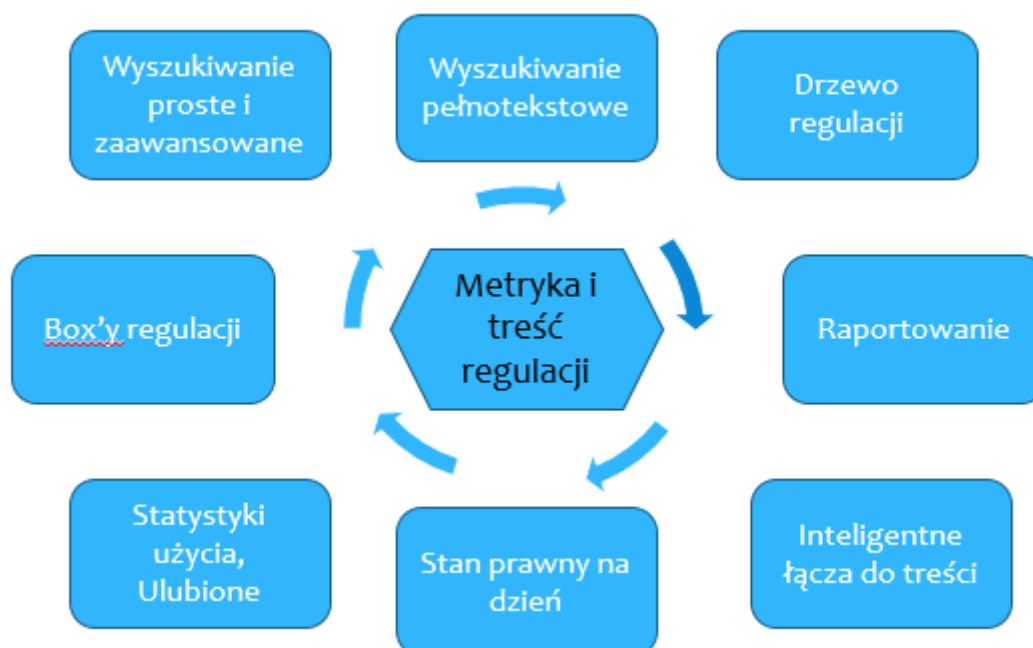 Wyszukiwanie
proste i
zaawansowane
Wyszukiwanie
pełnotekstowe
Drzewo
regulacji
Box'y regulacji
Metryka i
treść
regulacji
Raportowanie
Statystyki
użycia,
Ulubione
Stan prawny na
dzień
Inteligentne
łącza do treści